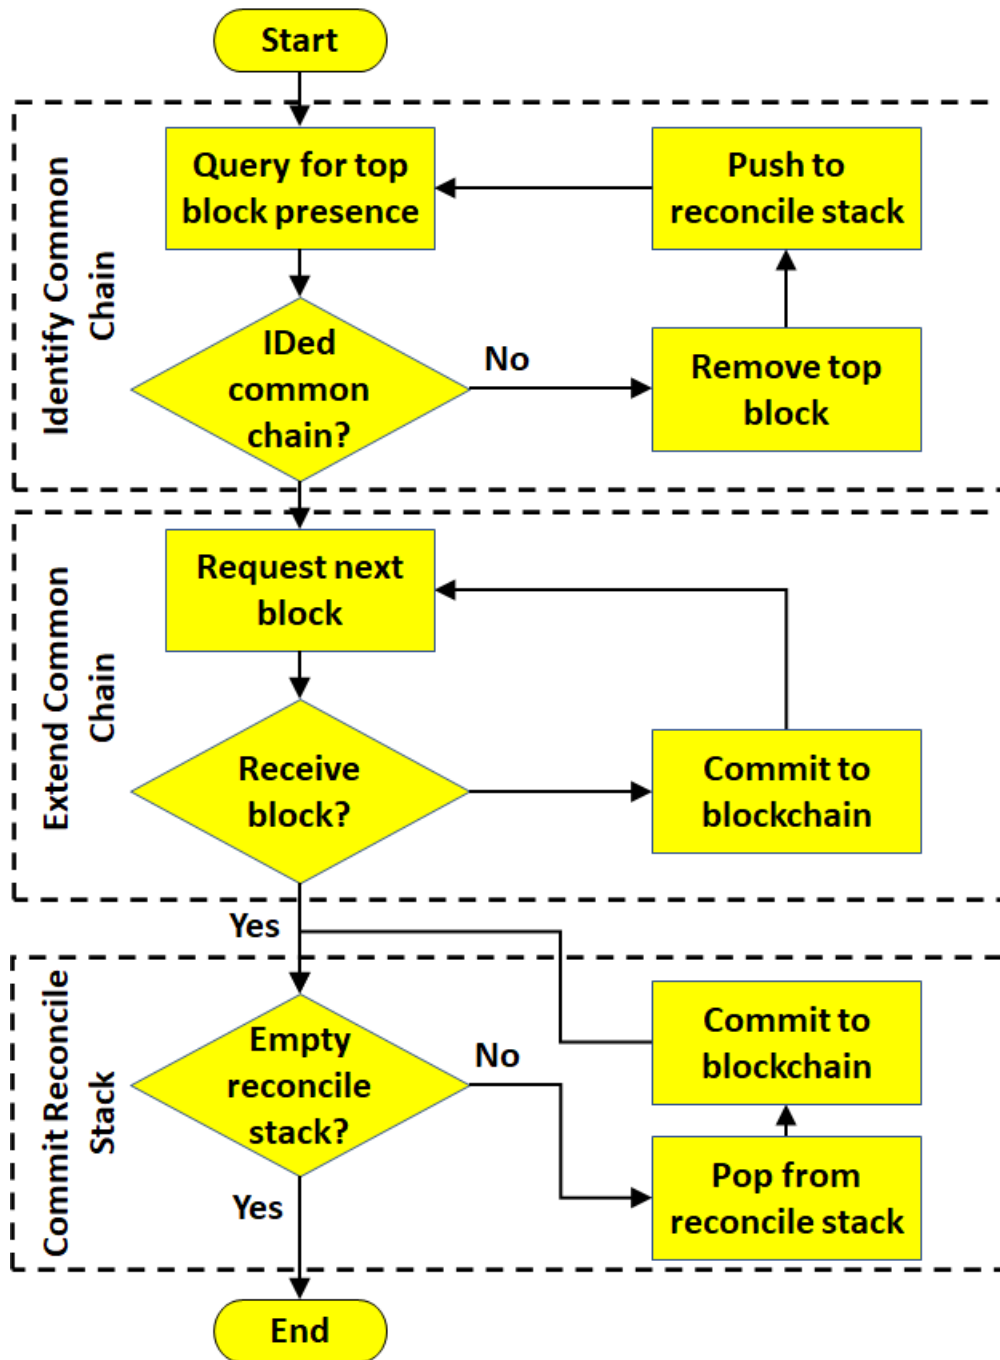 Start
Identify Common
Chain
Query for top
block presence
Push to
reconcile stack
IDed
common
chain?
No
Remove top
block
Extend Common
Chain
Request next
block
Receive
block?
Commit to
blockchain
Yes
Commit Reconcile
Stack
Empty
reconcile
stack?
No
Commit to
blockchain
Pop from
reconcile stack
Yes
End